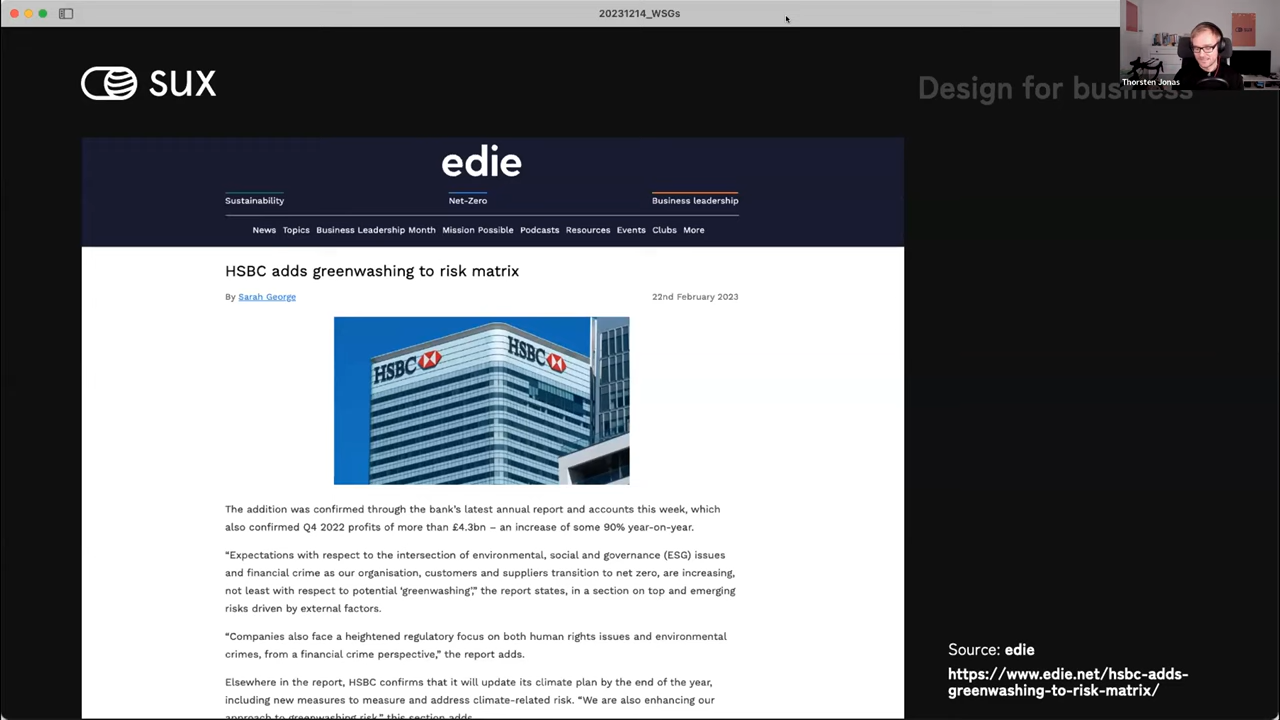 20231214_WSGs
Thorsten Jonas
sux
Design for business
edie
Sustainability
Net-Zero
Business leadership
News Topics Business Leadership Month Mission Possible Podcasts Resources Events Clubs More
HSBC adds greenwashing to risk matrix
By Sarah George
22nd February 2023
HSBC
HSBC
The addition was confirmed through the bank's latest annual report and accounts this week, which
also confirmed Q4 2022 profits of more than £4.3bn – an increase of some 90% year-on-year.
“Expectations with respect to the intersection of environmental, social and governance (ESG) issues
and financial crime as our organisation, customers and suppliers transition to net zero, are increasing,
not least with respect to potential ‘greenwashing’,” the report states, in a section on top and emerging
risks driven by external factors.
“Companies also face a heightened regulatory focus on both human rights issues and environmental
crimes, from a financial crime perspective,” the report adds.
Elsewhere in the report, HSBC confirms that it will update its climate plan by the end of the year,
including new measures to measure and address climate-related risk. “We are also enhancing our
approach to greenwashing risk,” this section adds.
Source: edie
https://www.edie.net/hsbc-adds-
greenwashing-to-risk-matrix/